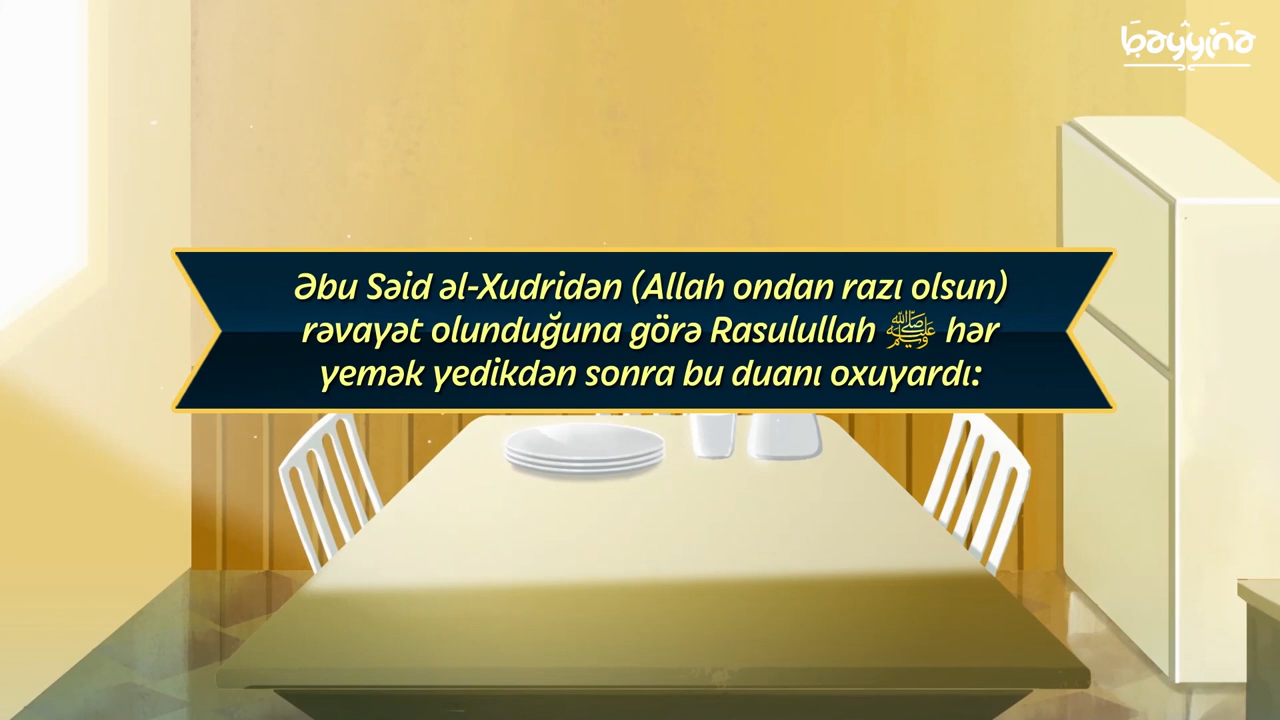 bayyina
Əbu Səid əl-Xudridən (Allah ondan razı olsun)
rəvayət olunduğuna görə Rasulullah ﷺ hər
yemək yedikdən sonra bu duanı oxuyardı: